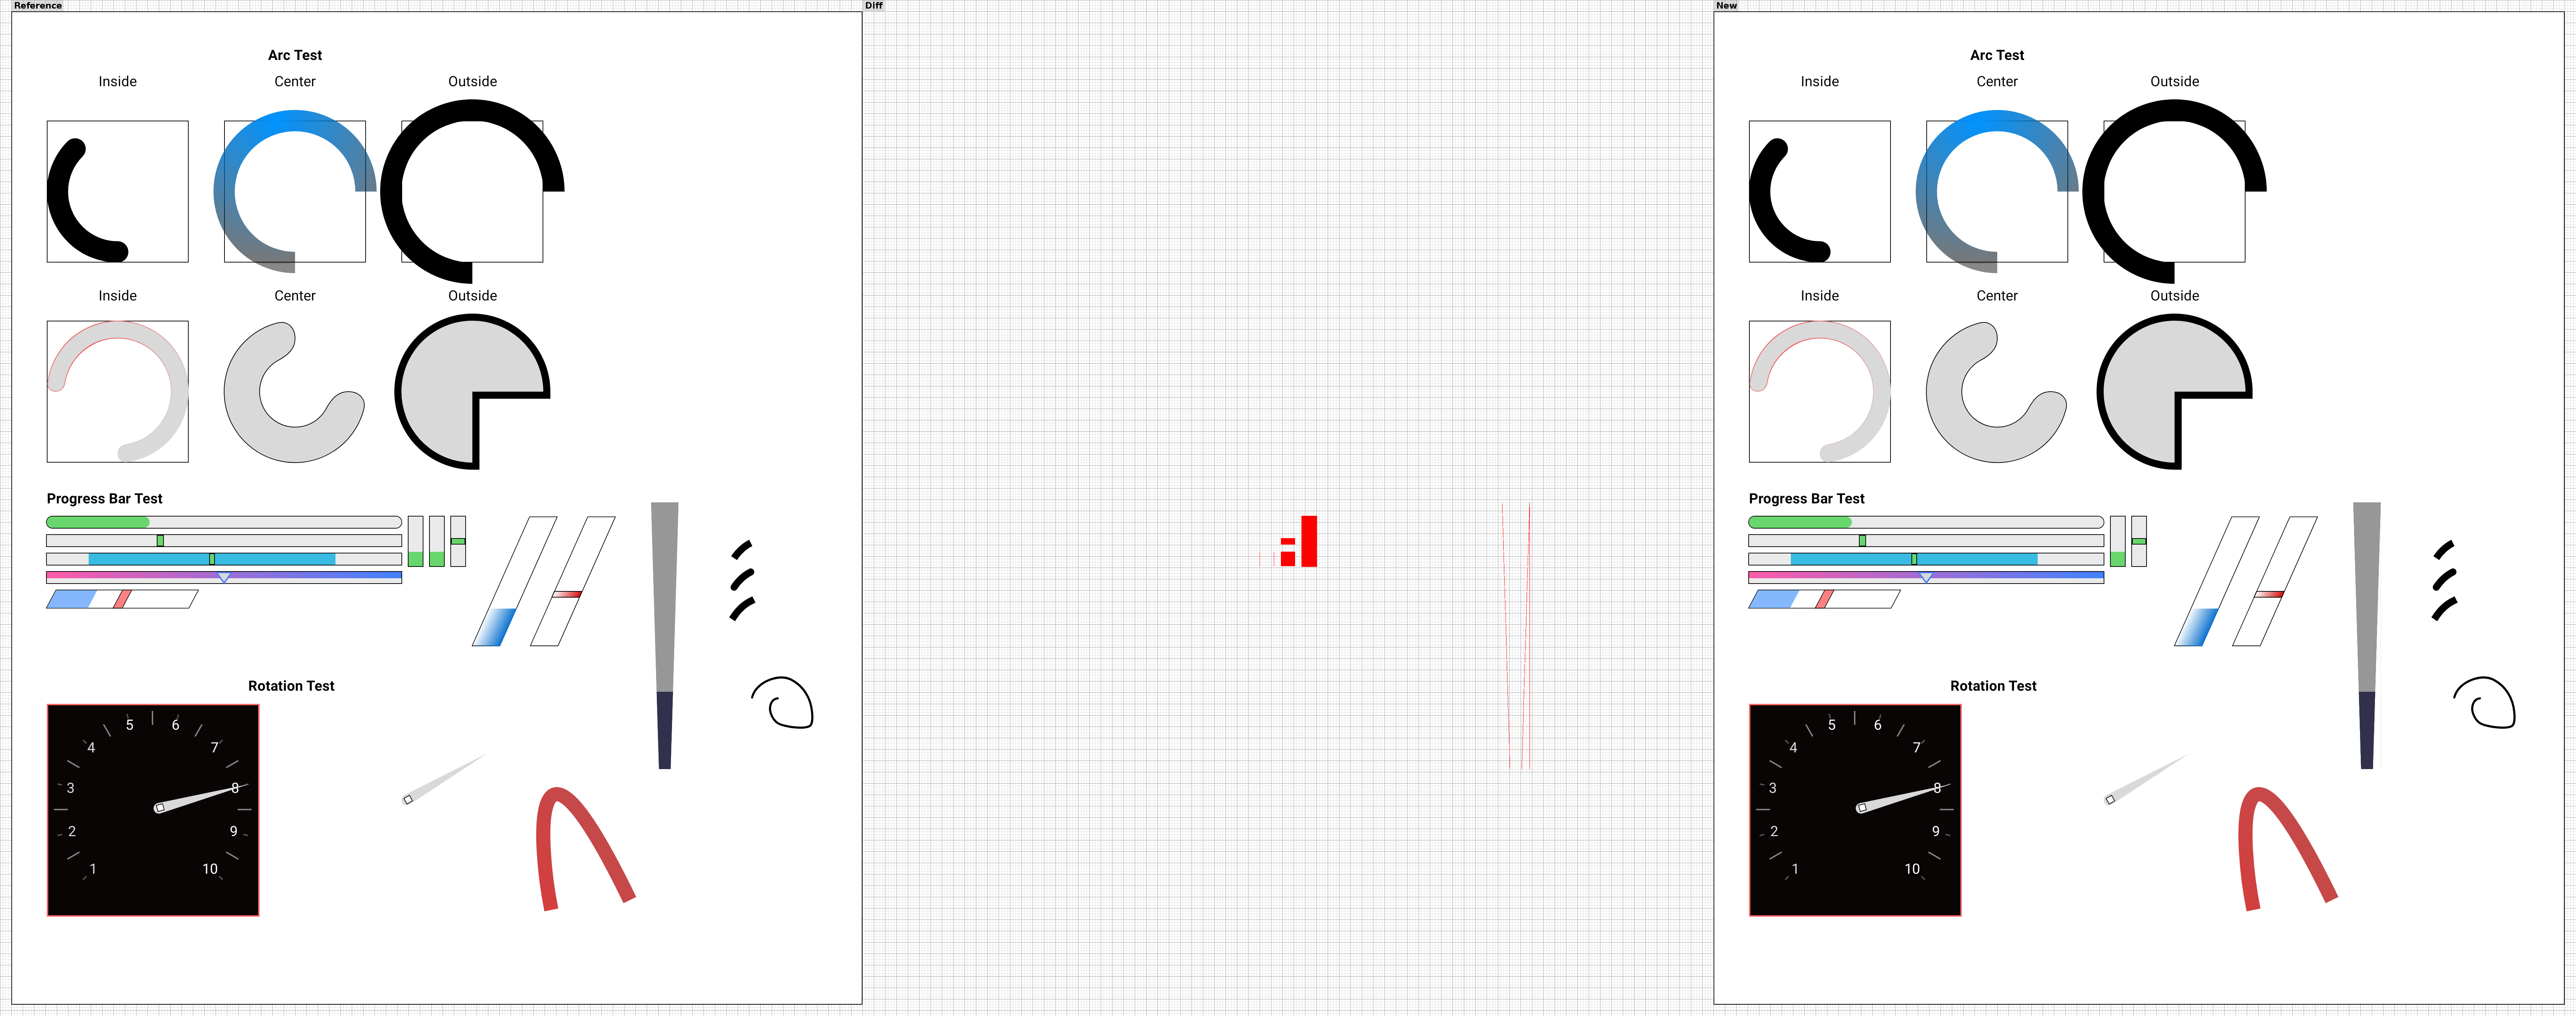 Reference
Diff
New
Arc Test
Inside Center Outside
Inside Center Outside
Progress Bar Test
Rotation Test
5 6
4 7
3 8
2 9
1 10
Arc Test
Inside Center Outside
Inside Center Outside
Progress Bar Test
Rotation Test
5 6
4 7
3 8
2 9
1 10